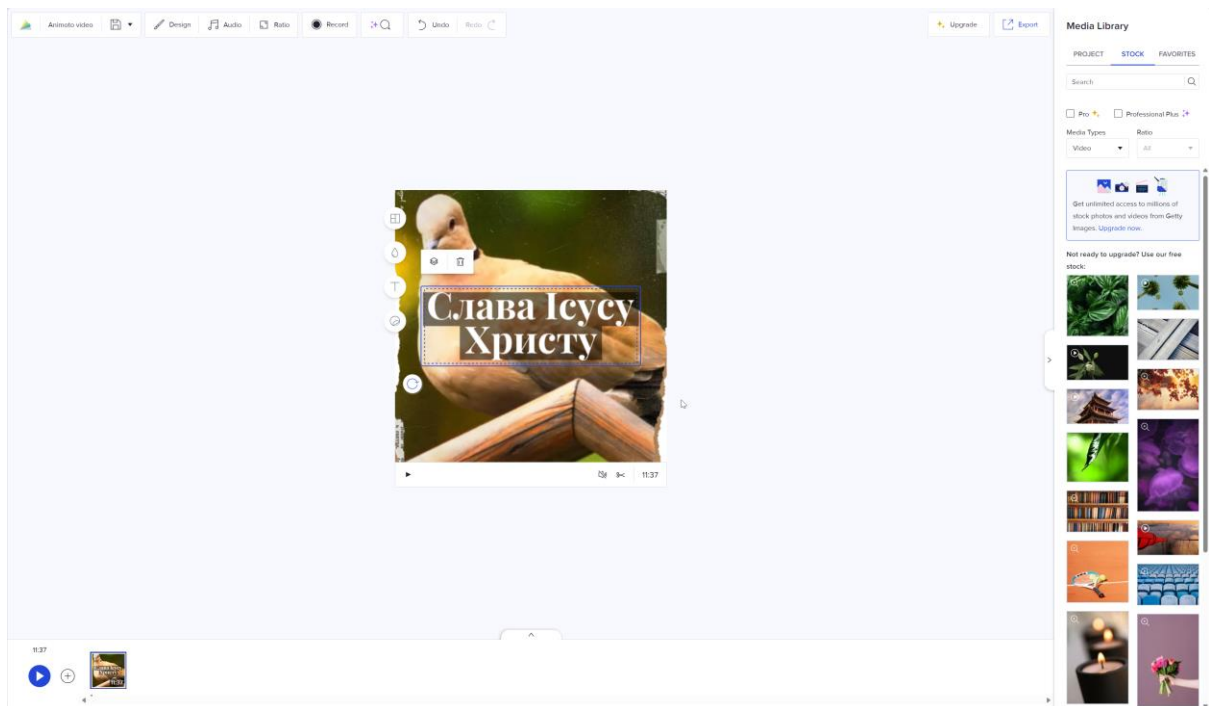 Animoto video
Design
Audio
Ratio
Record
Undo
Redo
Upgrade
Export
Media Library
PROJECT
STOCK
FAVORITES
Search
Pro
Professional Plus
Media Types
Ratio
Video
All
Get unlimited access to millions of
stock photos and videos from Getty
Images. Upgrade now.
Not ready to upgrade? Use our free
stock:
Слава Ісусу
Христу
11:37
11:37
11:37